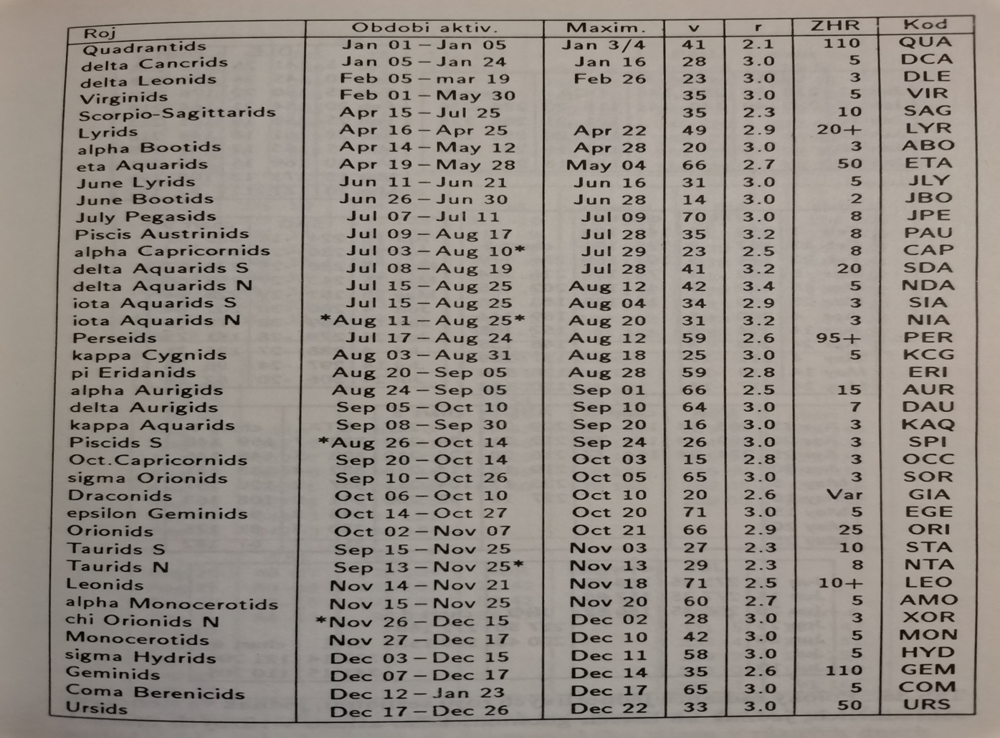 Roj Obdobi aktiv. Maxim. v r ZHR Kod
Quadrantids Jan 01 – Jan 05 Jan 3/4 41 2.1 110 QUA
delta Cancrids Jan 05 – Jan 24 Jan 16 28 3.0 5 DCA
delta Leonids Feb 05 – mar 19 Feb 26 23 3.0 3 DLE
Virginids Feb 01 – May 30 35 3.0 5 VIR
Scorpio-Sagittarids Apr 15 – Jul 25 35 2.3 10 SAG
Lyrids Apr 16 – Apr 25 Apr 22 49 2.9 20+ LYR
alpha Bootids Apr 14 – May 12 Apr 28 20 3.0 3 ABO
eta Aquarids Apr 19 – May 28 May 04 66 2.7 50 ETA
June Lyrids Jun 11 – Jun 21 Jun 16 31 3.0 5 JLY
June Bootids Jun 26 – Jun 30 Jun 28 14 3.0 2 JBO
July Pegasids Jul 07 – Jul 11 Jul 09 70 3.0 8 JPE
Piscis Austrinids Jul 09 – Aug 17 Jul 28 35 3.2 8 PAU
alpha Capricornids Jul 03 – Aug 10* Jul 29 23 2.5 8 CAP
delta Aquarids S Jul 08 – Aug 19 Jul 28 41 3.2 20 SDA
delta Aquarids N Jul 15 – Aug 25 Aug 12 42 3.4 5 NDA
iota Aquarids S Jul 15 – Aug 25 Aug 04 34 2.9 3 SIA
iota Aquarids N *Aug 11 – Aug 25* Aug 20 31 3.2 3 NIA
Perseids Jul 17 – Aug 24 Aug 12 59 2.6 95+ PER
kappa Cygnids Aug 03 – Aug 31 Aug 18 25 3.0 5 KCG
pi Eridanids Aug 20 – Sep 05 Aug 28 59 2.8 ERI
alpha Aurigids Aug 24 – Sep 05 Sep 01 66 2.5 15 AUR
delta Aurigids Sep 05 – Oct 10 Sep 10 64 3.0 7 DAU
kappa Aquarids Sep 08 – Sep 30 Sep 20 16 3.0 3 KAQ
Piscids S *Aug 26 – Oct 14 Sep 24 26 3.0 3 SPI
Oct.Capricornids Sep 20 – Oct 14 Oct 03 15 2.8 3 OCC
sigma Orionids Sep 10 – Oct 26 Oct 05 65 3.0 3 SOR
Draconids Oct 06 – Oct 10 Oct 10 20 2.6 Var GIA
epsilon Geminids Oct 14 – Oct 27 Oct 20 71 3.0 5 EGE
Orionids Oct 02 – Nov 07 Oct 21 66 2.9 25 ORI
Taurids S Sep 15 – Nov 25 Nov 03 27 2.3 10 STA
Taurids N Sep 13 – Nov 25* Nov 13 29 2.3 8 NTA
Leonids Nov 14 – Nov 21 Nov 18 71 2.5 10+ LEO
alpha Monocerotids Nov 15 – Nov 25 Nov 20 60 2.7 5 AMO
chi Orionids N *Nov 26 – Dec 15 Dec 02 28 3.0 3 XOR
Monocerotids Nov 27 – Dec 17 Dec 10 42 3.0 5 MON
sigma Hydrids Dec 03 – Dec 15 Dec 11 58 3.0 5 HYD
Geminids Dec 07 – Dec 17 Dec 14 35 2.6 110 GEM
Coma Berenicids Dec 12 – Jan 23 Dec 17 65 3.0 5 COM
Ursids Dec 17 – Dec 26 Dec 22 33 3.0 50 URS